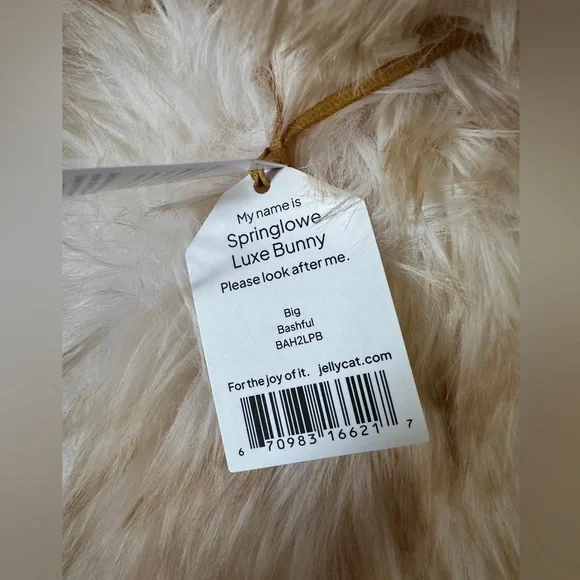 My name is
Springlowe
Luxe Bunny
Please look after me.
Big
Bashful
BAH2LPB
For the joy of it. jellycat.com
6 70983 16621 7